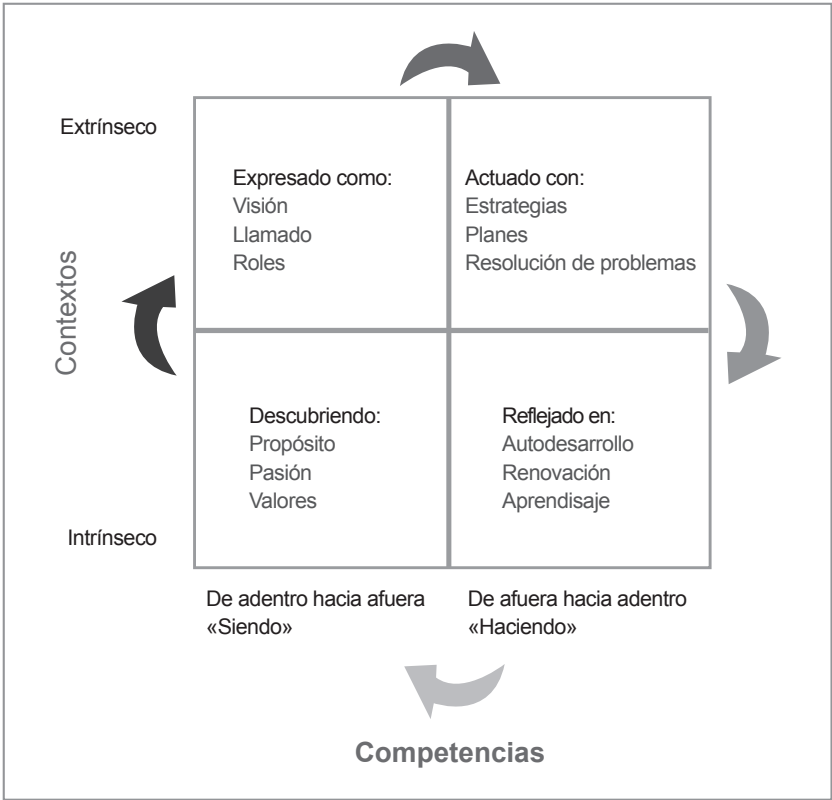 Extrínseco
Expresado como:
Visión
Llamado
Roles
Actuado con:
Estrategias
Planes
Resolución de problemas
Contextos
Descubriendo:
Propósito
Pasión
Valores
Reflejado en:
Autodesarrollo
Renovación
Aprendisaje
Intrínseco
De adentro hacia afuera
«Siendo»
De afuera hacia adentro
«Haciendo»
Competencias